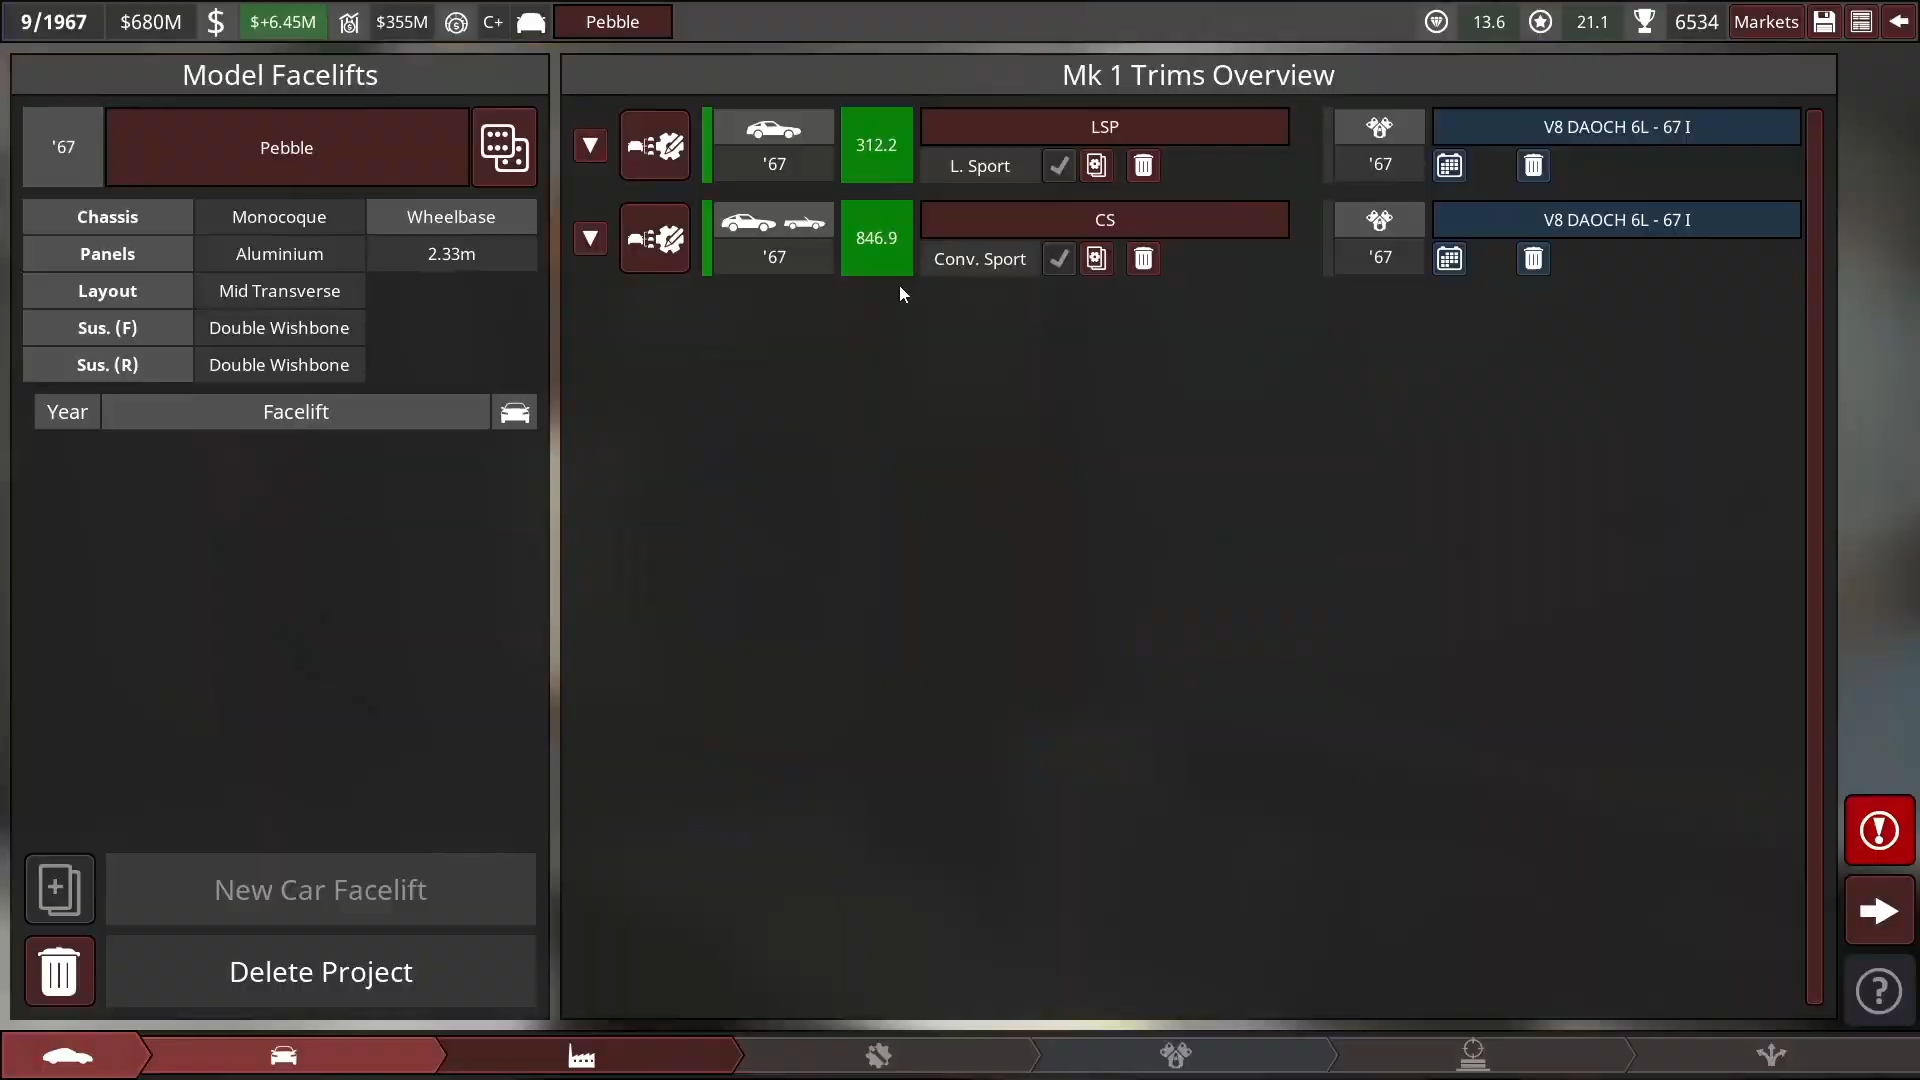 9/1967 $680M $+6.45M $355M C+ Pebble 13.6 21.1 6534 Markets
Model Facelifts
'67 Pebble
Chassis Monocoque Wheelbase
Panels Aluminium 2.33m
Layout Mid Transverse
Sus. (F) Double Wishbone
Sus. (R) Double Wishbone
Year Facelift
New Car Facelift
Delete Project
Mk 1 Trims Overview
▼ '67 312.2 LSP L. Sport '67 V8 DAOCH 6L - 67 I
▼ '67 846.9 CS Conv. Sport '67 V8 DAOCH 6L - 67 I